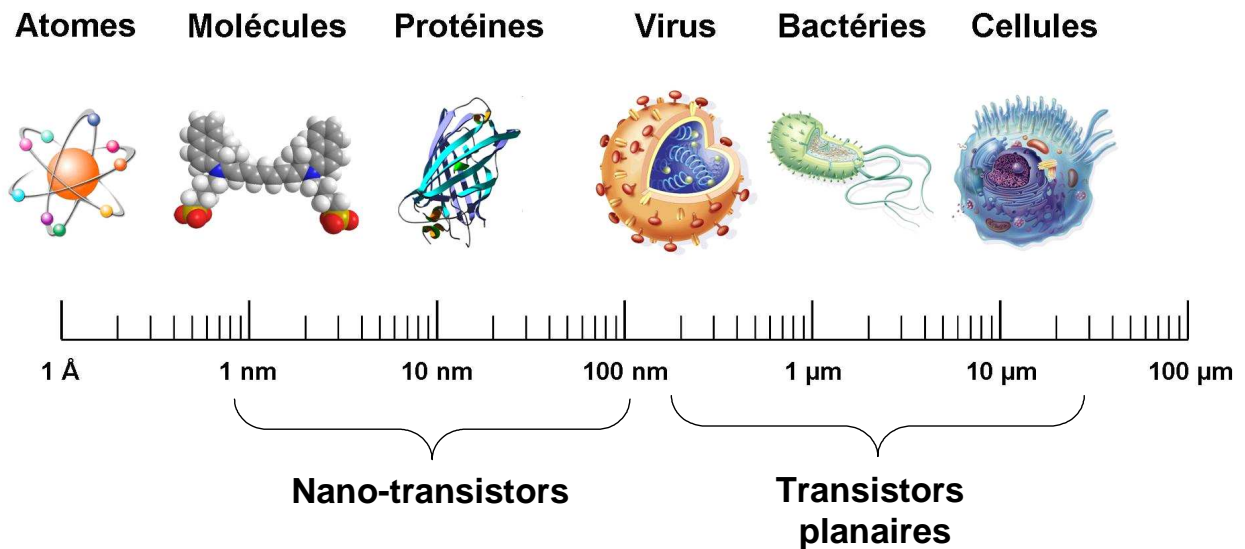 Atomes Molécules Protéines Virus Bactéries Cellules
1 Å 1 nm 10 nm 100 nm 1 µm 10 µm 100 µm
Nano-transistors
Transistors
planaires